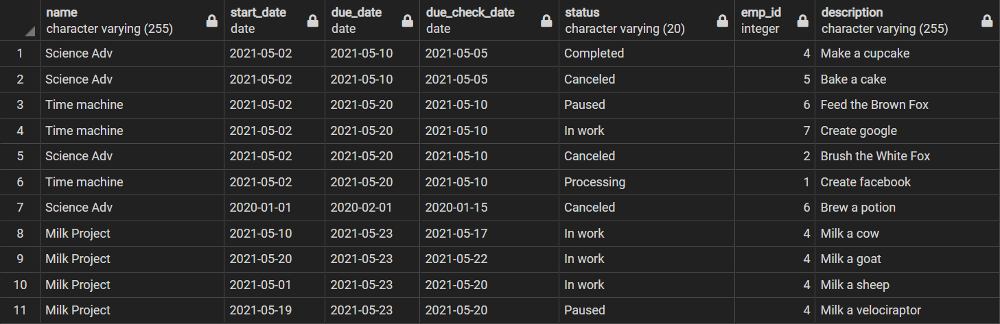 name start_date due_date due_check_date status emp_id description
character varying (255) date date date character varying (20) integer character varying (255)
1 Science Adv 2021-05-02 2021-05-10 2021-05-05 Completed 4 Make a cupcake
2 Science Adv 2021-05-02 2021-05-10 2021-05-05 Canceled 5 Bake a cake
3 Time machine 2021-05-02 2021-05-20 2021-05-10 Paused 6 Feed the Brown Fox
4 Time machine 2021-05-02 2021-05-20 2021-05-10 In work 7 Create google
5 Science Adv 2021-05-02 2021-05-20 2021-05-10 Canceled 2 Brush the White Fox
6 Time machine 2021-05-02 2021-05-20 2021-05-10 Processing 1 Create facebook
7 Science Adv 2020-01-01 2020-02-01 2020-01-15 Canceled 6 Brew a potion
8 Milk Project 2021-05-10 2021-05-23 2021-05-17 In work 4 Milk a cow
9 Milk Project 2021-05-20 2021-05-23 2021-05-22 In work 4 Milk a goat
10 Milk Project 2021-05-01 2021-05-23 2021-05-20 In work 4 Milk a sheep
11 Milk Project 2021-05-19 2021-05-23 2021-05-20 Paused 4 Milk a velociraptor